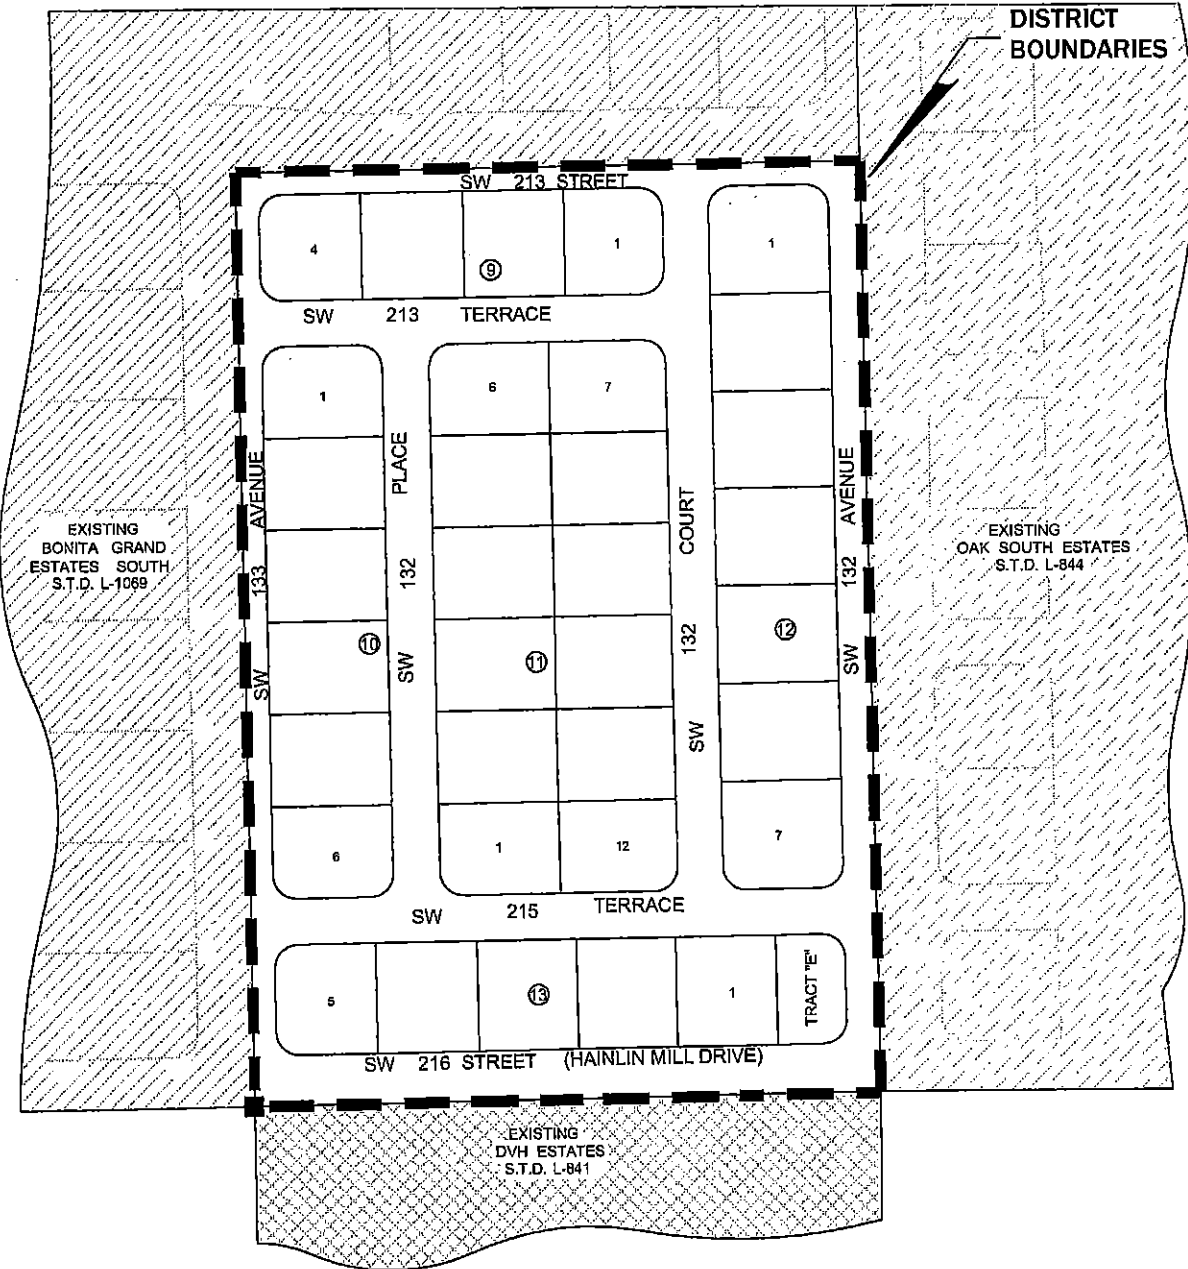 DISTRICT
BOUNDARIES
SW 213 STREET
4
1
1
9
SW 213 TERRACE
1
6
7
SW 133 AVENUE
SW 132 PLACE
SW 132 COURT
SW 132 AVENUE
EXISTING
BONITA GRAND
ESTATES SOUTH
S.T.D. L-1069
EXISTING
OAK SOUTH ESTATES
S.T.D. L-844
10
11
12
6
1
12
7
SW 215 TERRACE
5
13
1
TRACT "E"
SW 216 STREET (HAINLIN MILL DRIVE)
EXISTING
DVH ESTATES
S.T.D. L-841